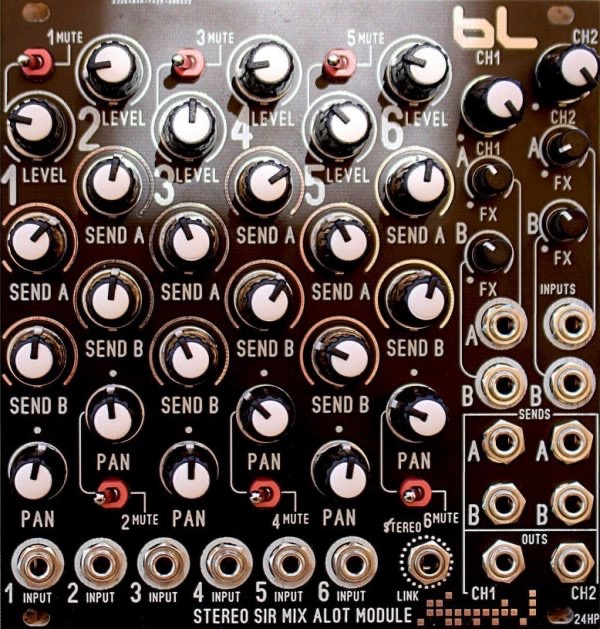 bL
1 MUTE
3 MUTE
5 MUTE
CH1
CH2
2 LEVEL
4 LEVEL
6 LEVEL
CH1
CH2
1 LEVEL
3 LEVEL
5 LEVEL
A
FX
A
FX
SEND A
SEND A
SEND A
B
FX
B
FX
SEND A
SEND A
SEND A
INPUTS
SEND B
SEND B
SEND B
A
B
B
SEND B
SEND B
SEND B
SENDS
PAN
PAN
PAN
A
A
PAN
PAN
PAN
2 MUTE
4 MUTE
6 MUTE
B
B
STEREO
LINK
OUTS
1 INPUT
2 INPUT
3 INPUT
4 INPUT
5 INPUT
6 INPUT
CH1
CH2
STEREO SIR MIX ALOT MODULE
24HP